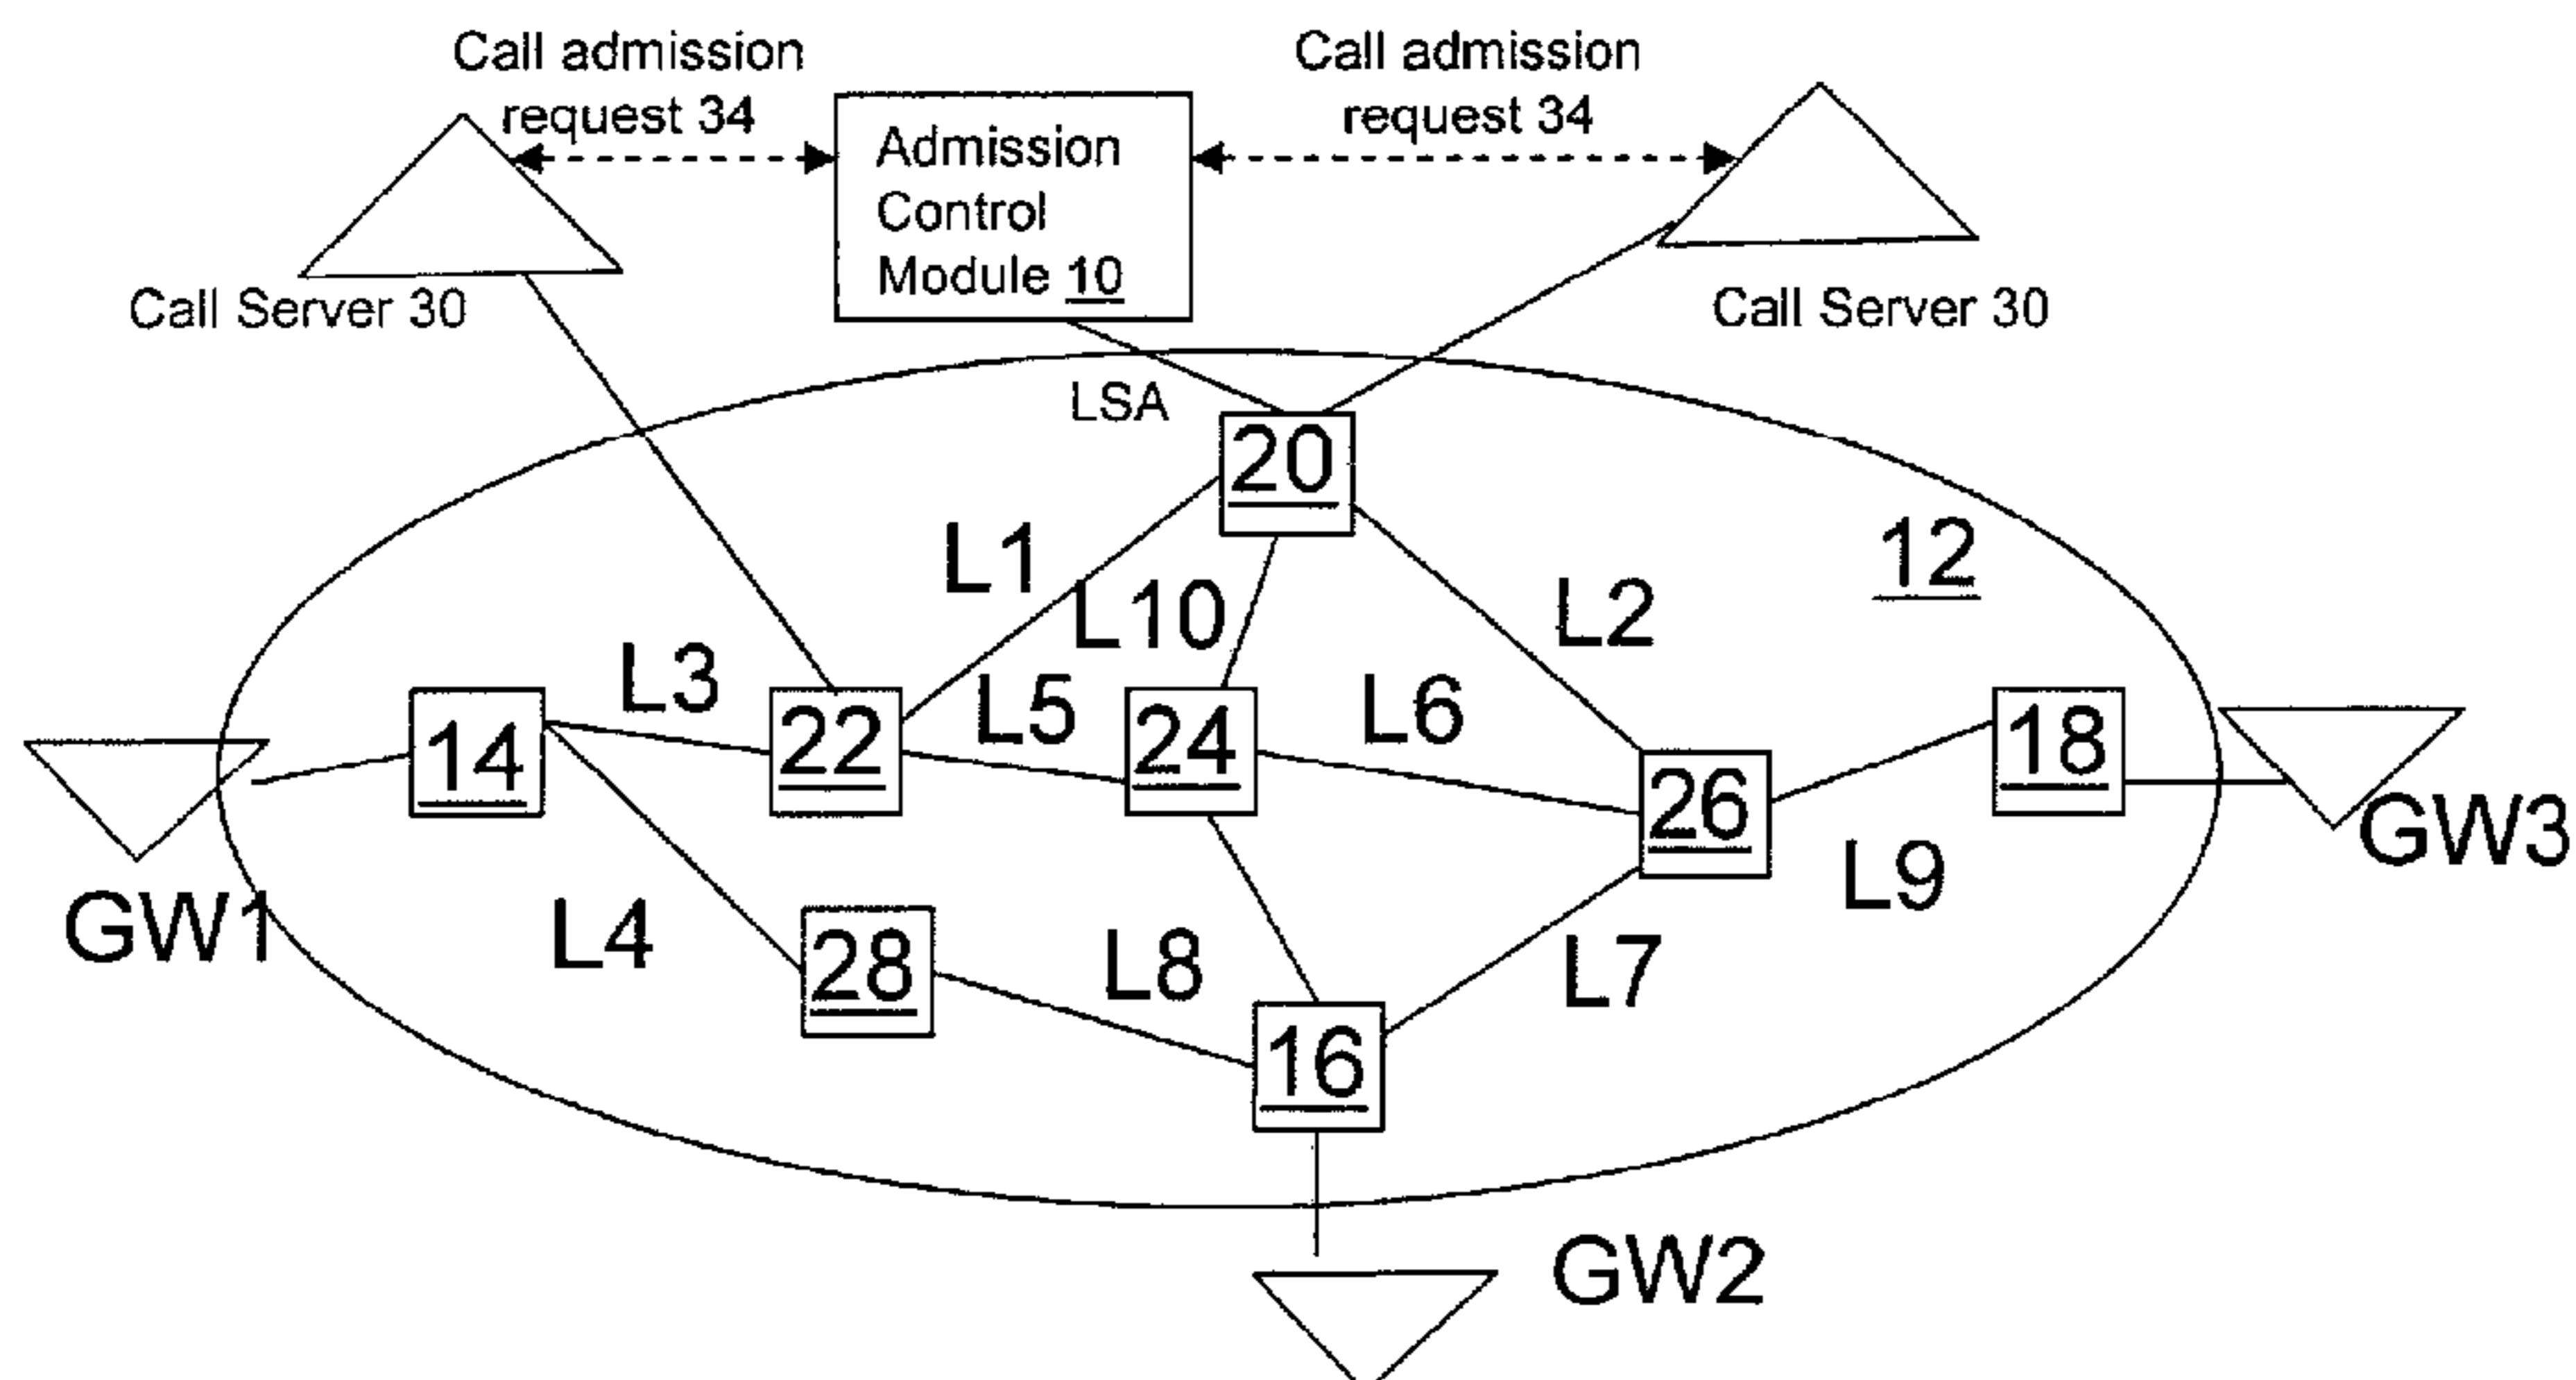 Call admission
request 34
Call admission
request 34
Admission
Control
Module 10
Call Server 30
Call Server 30
LSA
20
L1
L10
L2
12
L3
L5
L6
14
22
24
26
18
GW3
L9
GW1
L4
28
L8
L7
16
GW2